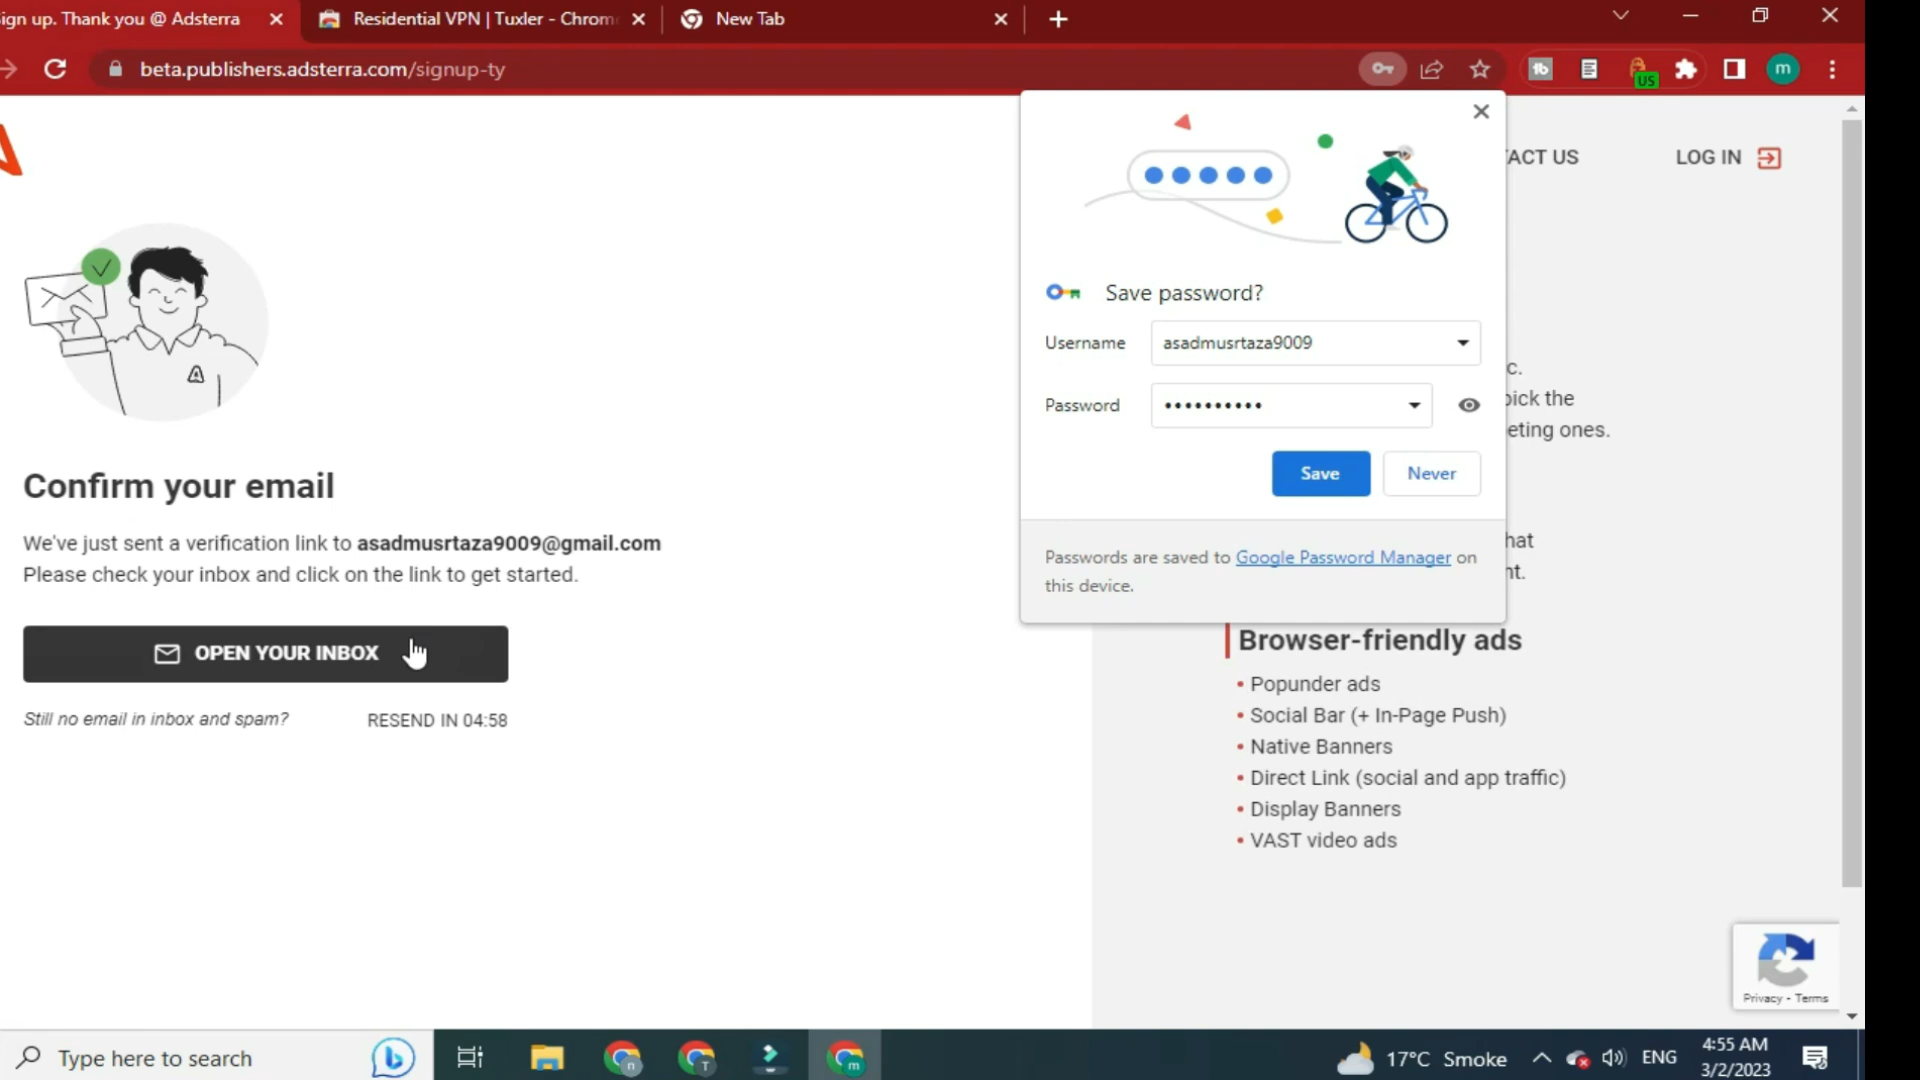 ign up. Thank you @ Adsterra
Residential VPN | Tuxler - Chrom
New Tab
beta.publishers.adsterra.com/signup-ty
US
m
TACT US
LOG IN
Save password?
Username
asadmusrtaza9009
Password
••••••••••
Save
Never
Passwords are saved to Google Password Manager on
this device.
c.
pick the
eting ones.
hat
nt.
Confirm your email
We've just sent a verification link to asadmusrtaza9009@gmail.com
Please check your inbox and click on the link to get started.
OPEN YOUR INBOX
Still no email in inbox and spam?
RESEND IN 04:58
Browser-friendly ads
• Popunder ads
• Social Bar (+ In-Page Push)
• Native Banners
• Direct Link (social and app traffic)
• Display Banners
• VAST video ads
Privacy - Terms
Type here to search
n
T
m
17°C Smoke
ENG
4:55 AM
3/2/2023